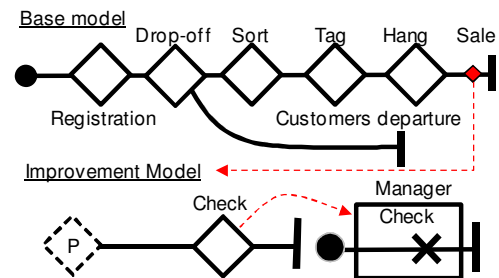 Base model
Drop-off Sort Tag Hang Sale
Registration Customers departure
Improvement Model
Check Manager
Check
P